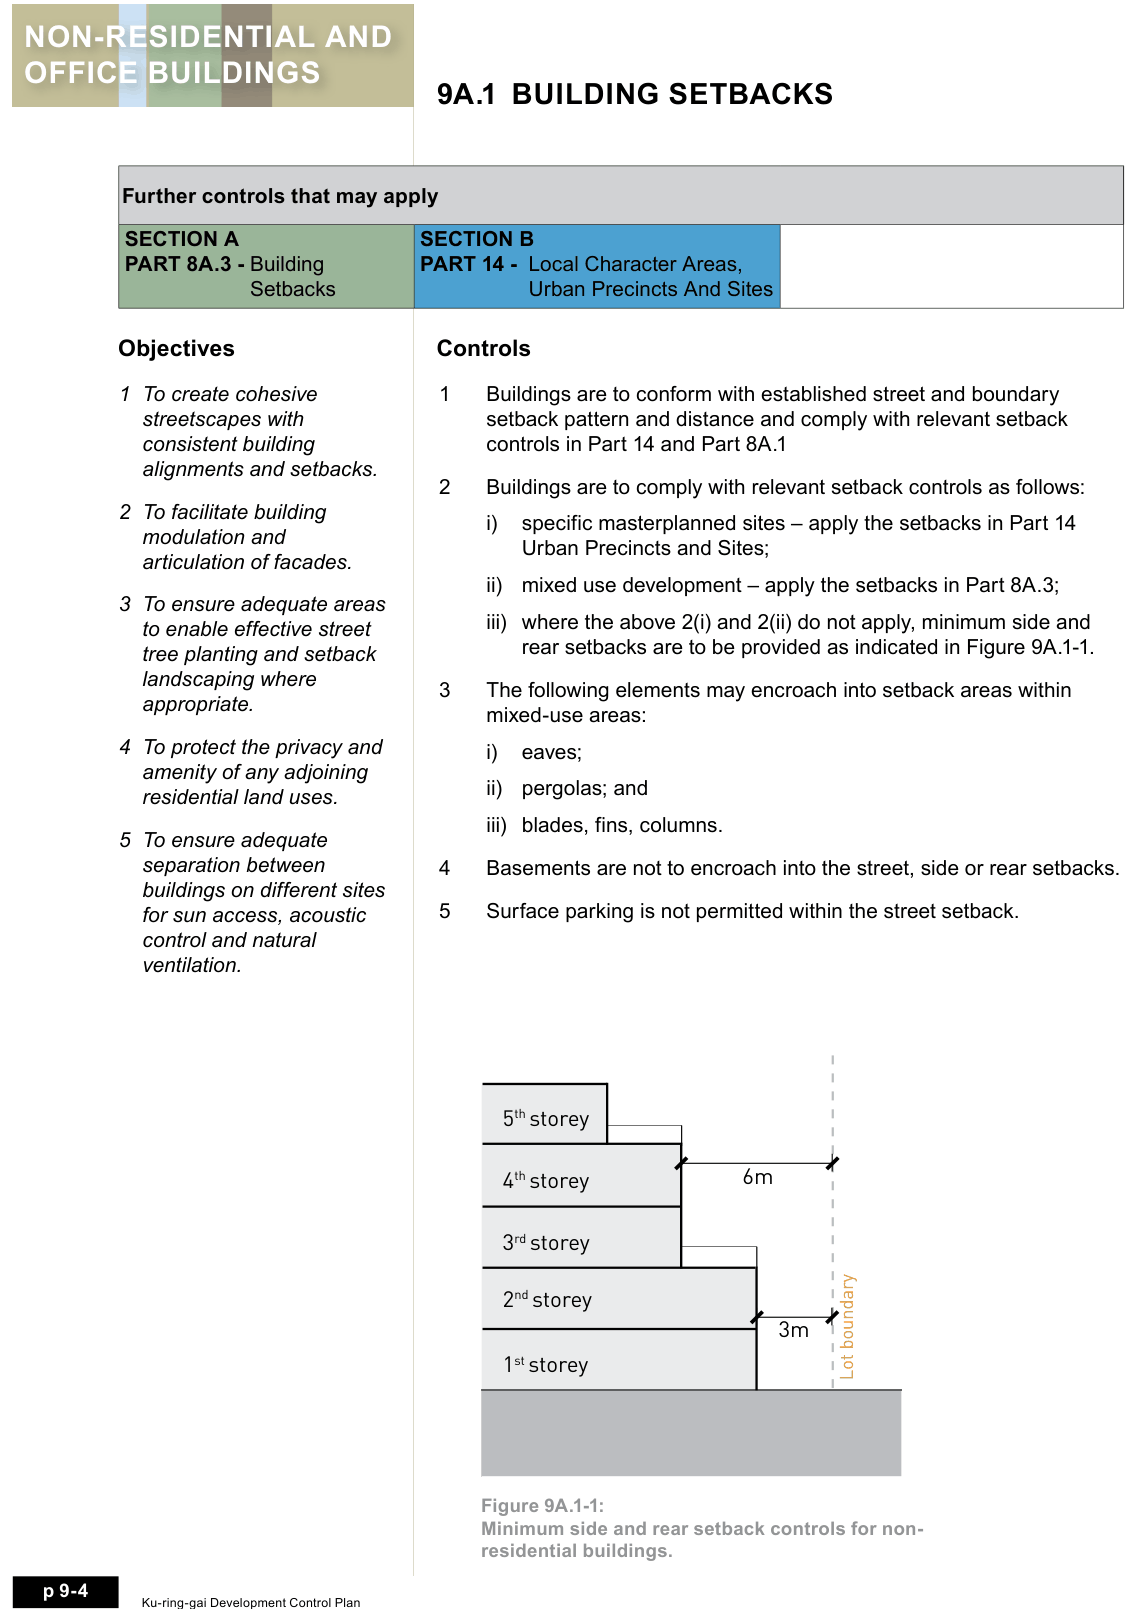 NON-RESIDENTIAL AND
OFFICE BUILDINGS
9A.1 BUILDING SETBACKS
Further controls that may apply
SECTION A
PART 8A.3 - Building
Setbacks
SECTION B
PART 14 - Local Character Areas,
Urban Precincts And Sites
Objectives
1 To create cohesive
streetscapes with
consistent building
alignments and setbacks.
2 To facilitate building
modulation and
articulation of facades.
3 To ensure adequate areas
to enable effective street
tree planting and setback
landscaping where
appropriate.
4 To protect the privacy and
amenity of any adjoining
residential land uses.
5 To ensure adequate
separation between
buildings on different sites
for sun access, acoustic
control and natural
ventilation.
Controls
1 Buildings are to conform with established street and boundary
setback pattern and distance and comply with relevant setback
controls in Part 14 and Part 8A.1
2 Buildings are to comply with relevant setback controls as follows:
i) specific masterplanned sites – apply the setbacks in Part 14
Urban Precincts and Sites;
ii) mixed use development – apply the setbacks in Part 8A.3;
iii) where the above 2(i) and 2(ii) do not apply, minimum side and
rear setbacks are to be provided as indicated in Figure 9A.1-1.
3 The following elements may encroach into setback areas within
mixed-use areas:
i) eaves;
ii) pergolas; and
iii) blades, fins, columns.
4 Basements are not to encroach into the street, side or rear setbacks.
5 Surface parking is not permitted within the street setback.
5th storey
4th storey
6m
3rd storey
2nd storey
3m
1st storey
Lot boundary
Figure 9A.1-1:
Minimum side and rear setback controls for non-
residential buildings.
p 9-4
Ku-ring-gai Development Control Plan